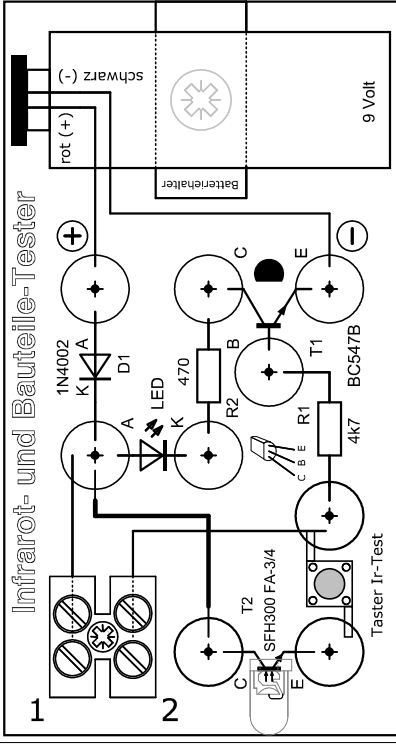 schwarz (-)
rot (+)
Batteriehalter
9 Volt
Infrarot- und Bauteile-Tester
+
-
1N4002
A
K
D1
C
E
B
T1
BC547B
470
R2
LED
A
K
R1
4k7
C B E
T2
SFH300 FA-3/4
C
E
Taster Ir-Test
1
2